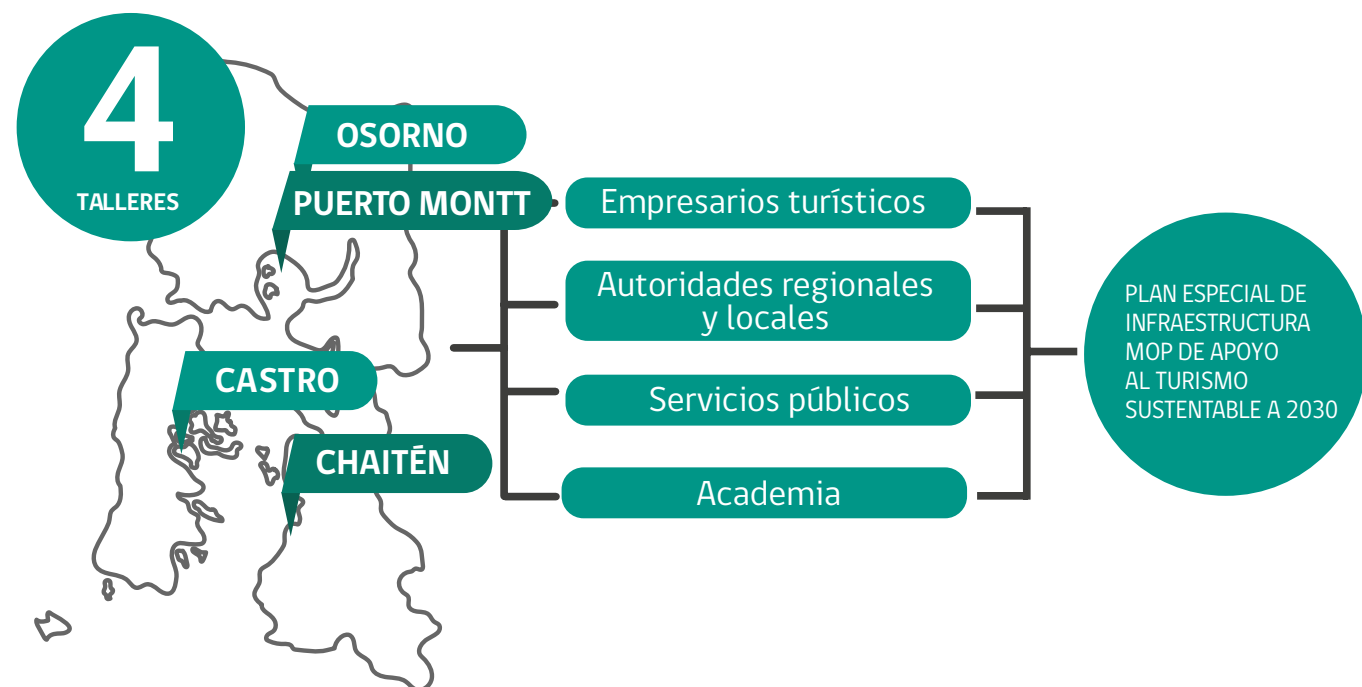 4
TALLERES
OSORNO
PUERTO MONTT
CASTRO
CHAITÉN
Empresarios turísticos
Autoridades regionales
y locales
Servicios públicos
Academia
PLAN ESPECIAL DE
INFRAESTRUCTURA
MOP DE APOYO
AL TURISMO
SUSTENTABLE A 2030